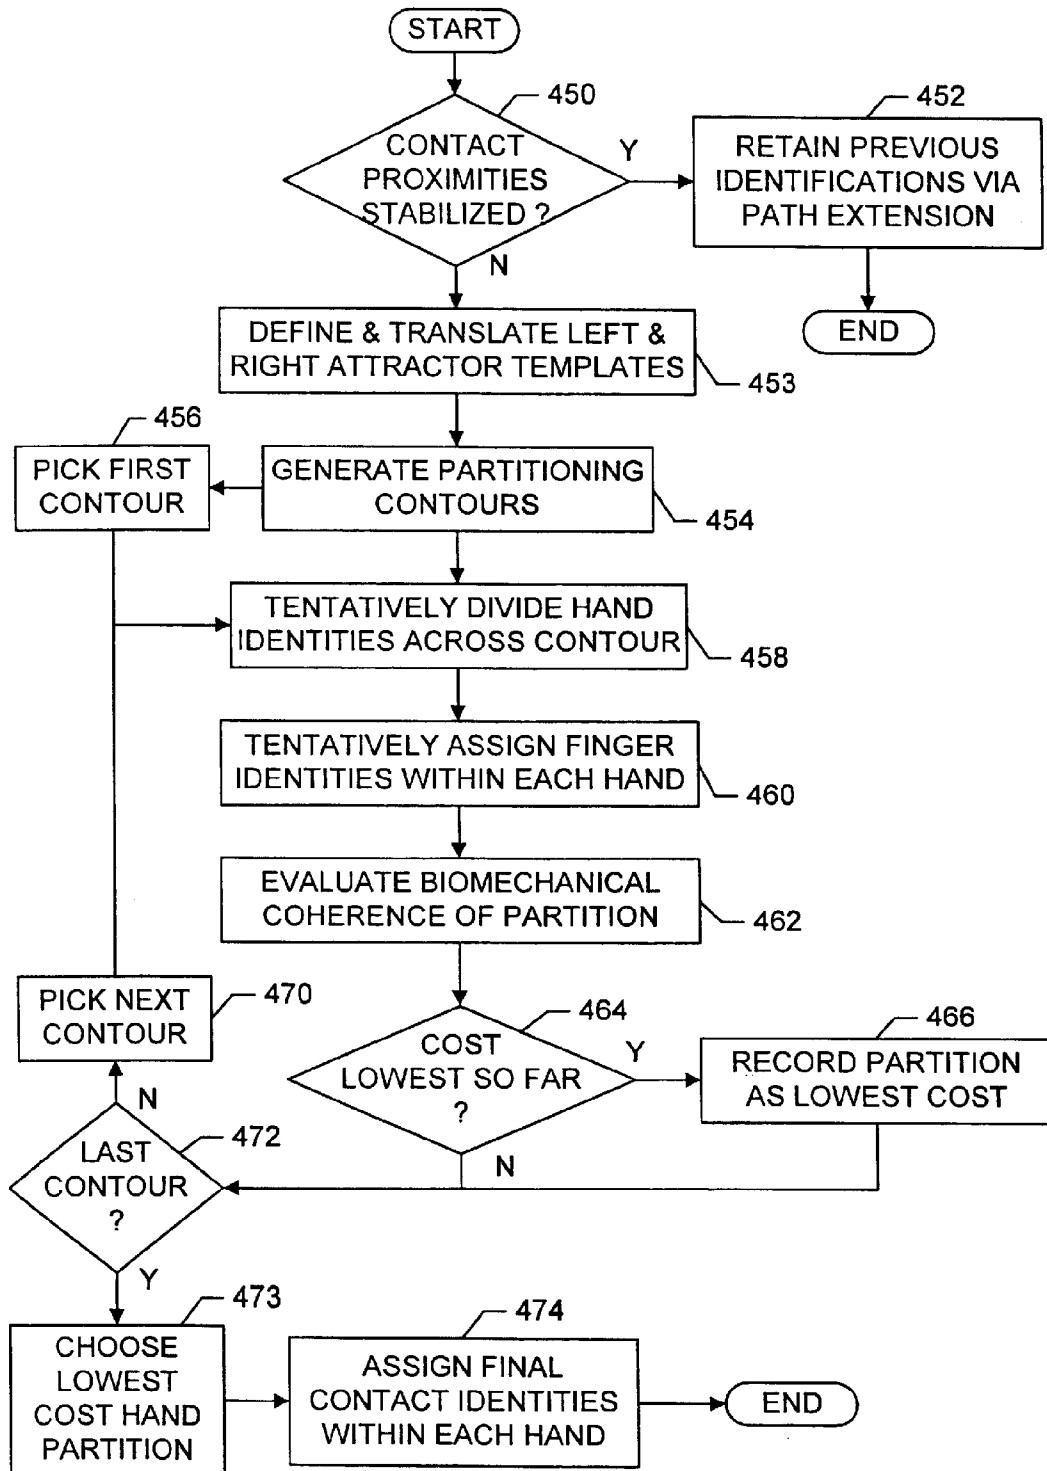 START
450
CONTACT
PROXIMITIES
STABILIZED ?
Y
N
452
RETAIN PREVIOUS
IDENTIFICATIONS VIA
PATH EXTENSION
END
DEFINE & TRANSLATE LEFT &
RIGHT ATTRACTOR TEMPLATES
453
456
PICK FIRST
CONTOUR
GENERATE PARTITIONING
CONTOURS
454
TENTATIVELY DIVIDE HAND
IDENTITIES ACROSS CONTOUR
458
TENTATIVELY ASSIGN FINGER
IDENTITIES WITHIN EACH HAND
460
EVALUATE BIOMECHANICAL
COHERENCE OF PARTITION
462
PICK NEXT
CONTOUR
470
464
COST
LOWEST SO FAR
?
Y
N
466
RECORD PARTITION
AS LOWEST COST
N
472
LAST
CONTOUR
?
Y
473
CHOOSE
LOWEST
COST HAND
PARTITION
474
ASSIGN FINAL
CONTACT IDENTITIES
WITHIN EACH HAND
END